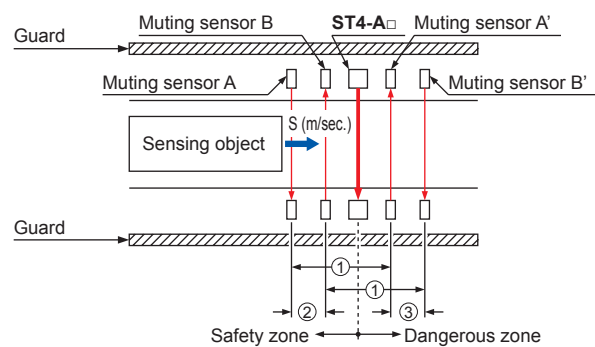 Guard
Muting sensor B
ST4-A□
Muting sensor A’
Muting sensor A
Muting sensor B’
S (m/sec.)
Sensing object
Guard
①
①
②
③
Safety zone
Dangerous zone